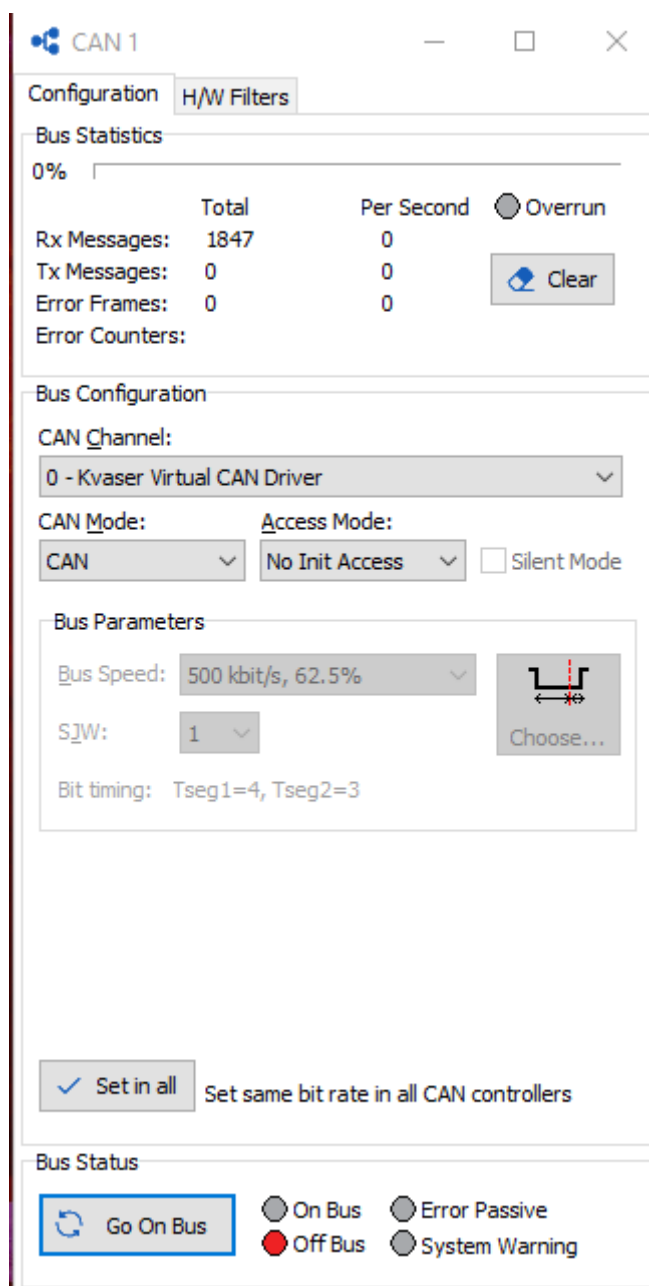 CAN 1
Configuration H/W Filters
Bus Statistics
0%
Total Per Second Overrun
Rx Messages: 1847 0
Tx Messages: 0 0
Clear
Error Frames: 0 0
Error Counters:
Bus Configuration
CAN Channel:
0 - Kvaser Virtual CAN Driver
CAN Mode: Access Mode:
CAN No Init Access Silent Mode
Bus Parameters
Bus Speed: 500 kbit/s, 62.5%
SJW: 1 Choose...
Bit timing: Tseg1=4, Tseg2=3
Set in all Set same bit rate in all CAN controllers
Bus Status
Go On Bus On Bus Error Passive
Off Bus System Warning